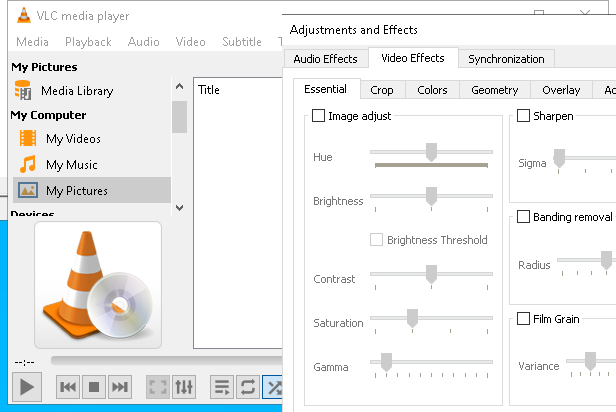 VLC media player
Media Playback Audio Video Subtitle
My Pictures
Media Library
My Computer
My Videos
My Music
My Pictures
Devices
Title
--:--
Adjustments and Effects
Audio Effects Video Effects Synchronization
Essential Crop Colors Geometry Overlay
Image adjust
Hue
Brightness
Brightness Threshold
Contrast
Saturation
Gamma
Sharpen
Sigma
Banding removal
Radius
Film Grain
Variance